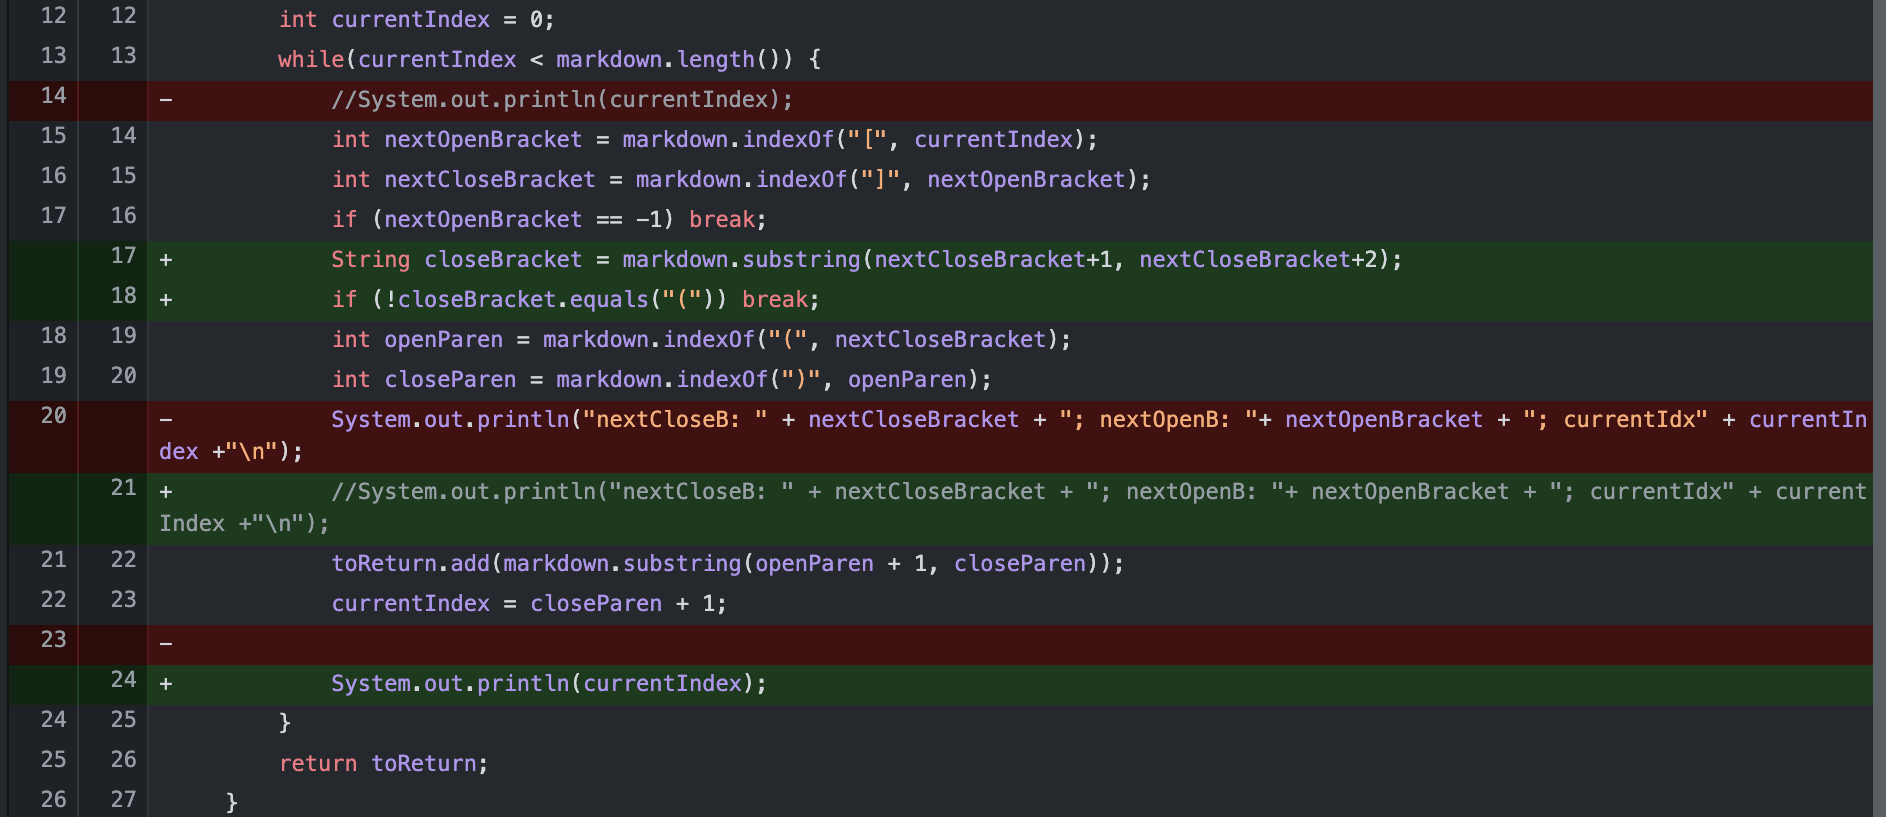 12 12 int currentIndex = 0;
13 13 while(currentIndex < markdown.length()) {
14 - //System.out.println(currentIndex);
15 14 int nextOpenBracket = markdown.indexOf("[", currentIndex);
16 15 int nextCloseBracket = markdown.indexOf("]", nextOpenBracket);
17 16 if (nextOpenBracket == -1) break;
17 + String closeBracket = markdown.substring(nextCloseBracket+1, nextCloseBracket+2);
18 + if (!closeBracket.equals("(")) break;
18 19 int openParen = markdown.indexOf("(", nextCloseBracket);
19 20 int closeParen = markdown.indexOf(")", openParen);
20 - System.out.println("nextCloseB: " + nextCloseBracket + "; nextOpenB: "+ nextOpenBracket + "; currentIdx" + currentIn
dex +"\n");
21 + //System.out.println("nextCloseB: " + nextCloseBracket + "; nextOpenB: "+ nextOpenBracket + "; currentIdx" + current
Index +"\n");
21 22 toReturn.add(markdown.substring(openParen + 1, closeParen));
22 23 currentIndex = closeParen + 1;
23 -
24 + System.out.println(currentIndex);
24 25 }
25 26 return toReturn;
26 27 }